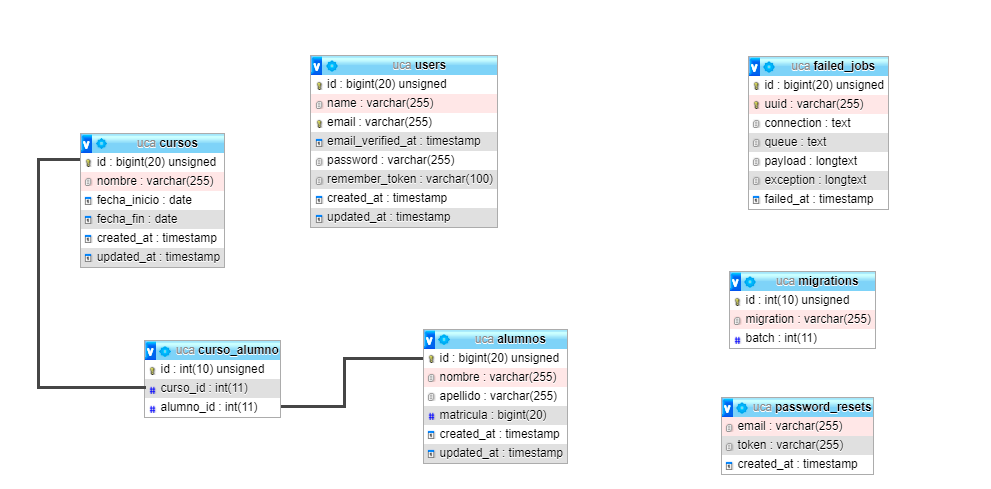 uca users
id : bigint(20) unsigned
name : varchar(255)
email : varchar(255)
email_verified_at : timestamp
password : varchar(255)
remember_token : varchar(100)
created_at : timestamp
updated_at : timestamp
uca failed_jobs
id : bigint(20) unsigned
uuid : varchar(255)
connection : text
queue : text
payload : longtext
exception : longtext
failed_at : timestamp
uca cursos
id : bigint(20) unsigned
nombre : varchar(255)
fecha_inicio : date
fecha_fin : date
created_at : timestamp
updated_at : timestamp
uca migrations
id : int(10) unsigned
migration : varchar(255)
batch : int(11)
uca curso_alumno
id : int(10) unsigned
curso_id : int(11)
alumno_id : int(11)
uca alumnos
id : bigint(20) unsigned
nombre : varchar(255)
apellido : varchar(255)
matricula : bigint(20)
created_at : timestamp
updated_at : timestamp
uca password_resets
email : varchar(255)
token : varchar(255)
created_at : timestamp